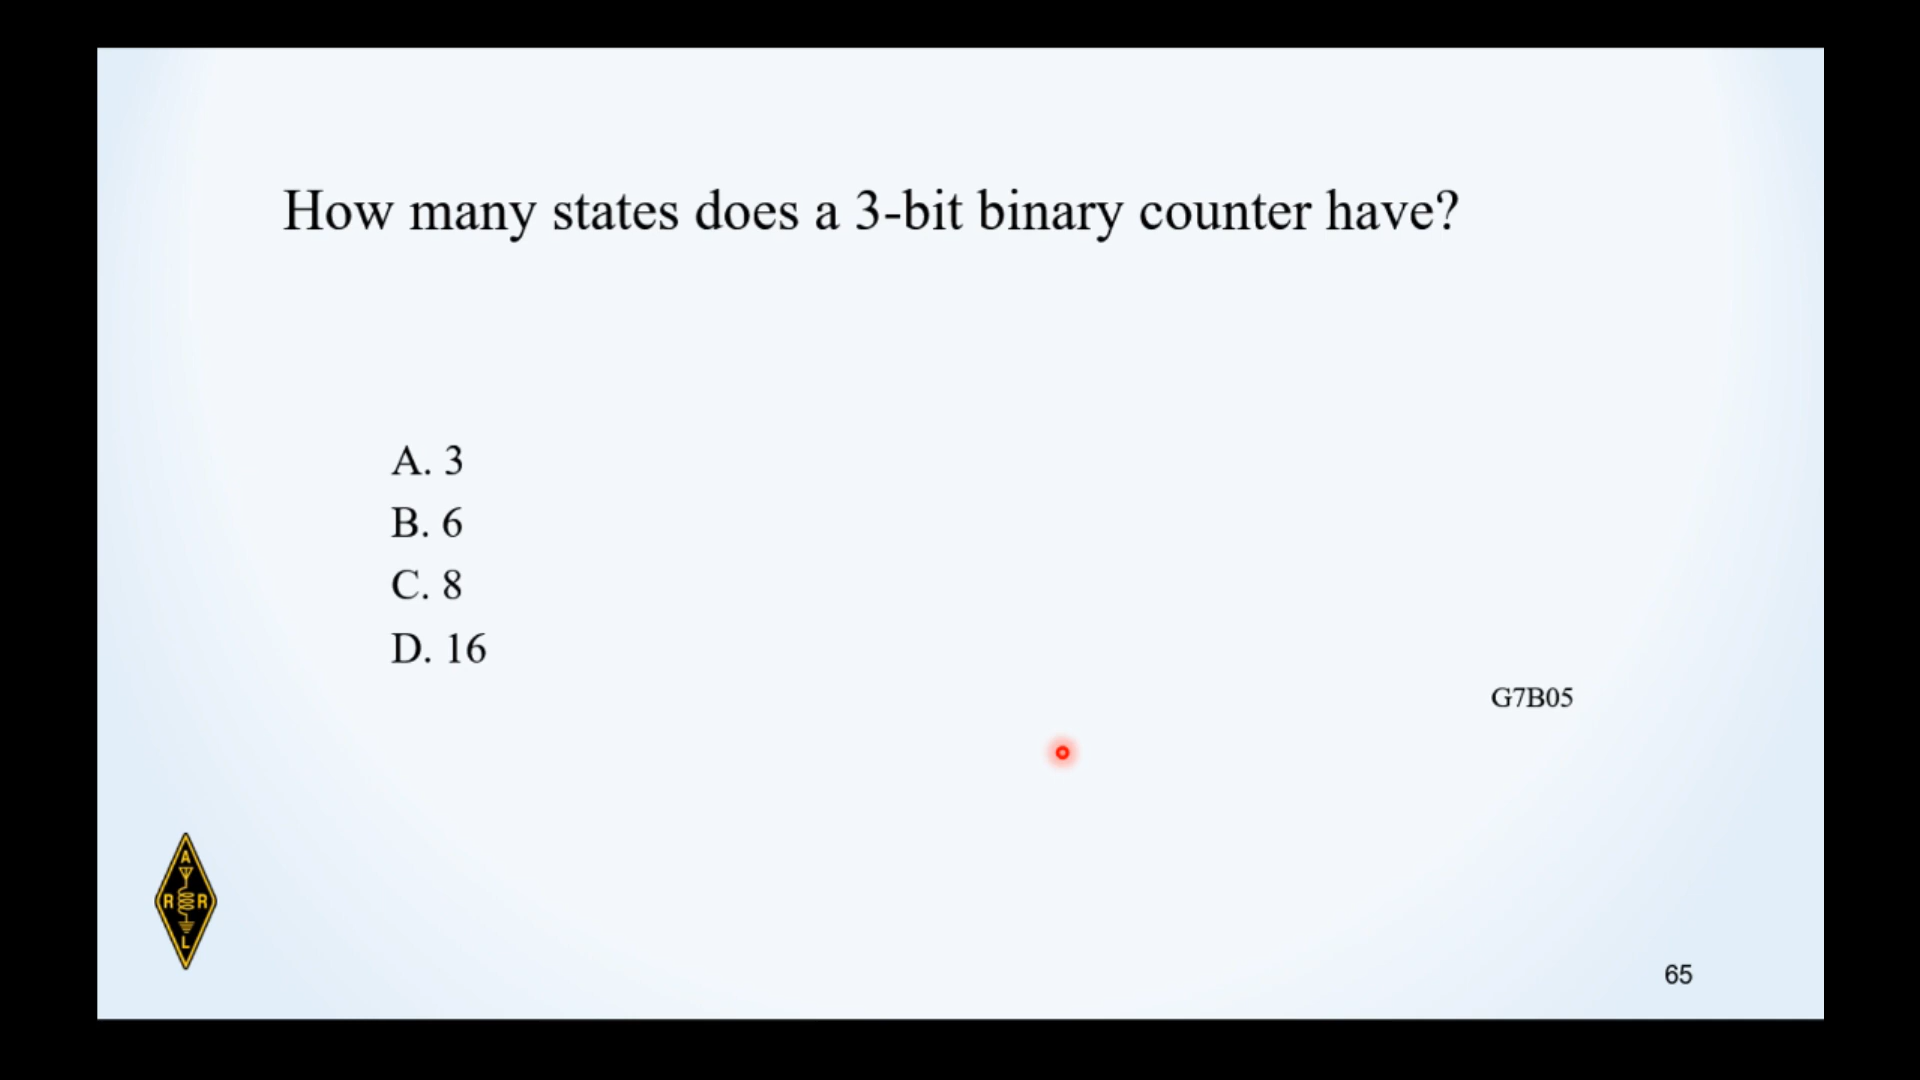 How many states does a 3-bit binary counter have?
A. 3
B. 6
C. 8
D. 16
G7B05
A
R R
L
65